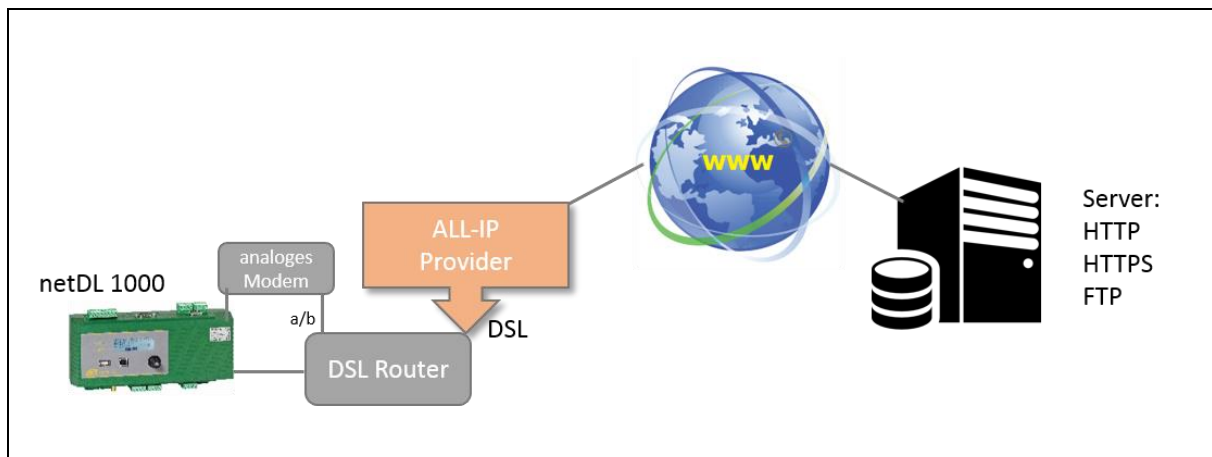 www
ALL-IP
Provider
analoges
Modem
netDL 1000
a/b
DSL
DSL Router
Server:
HTTP
HTTPS
FTP